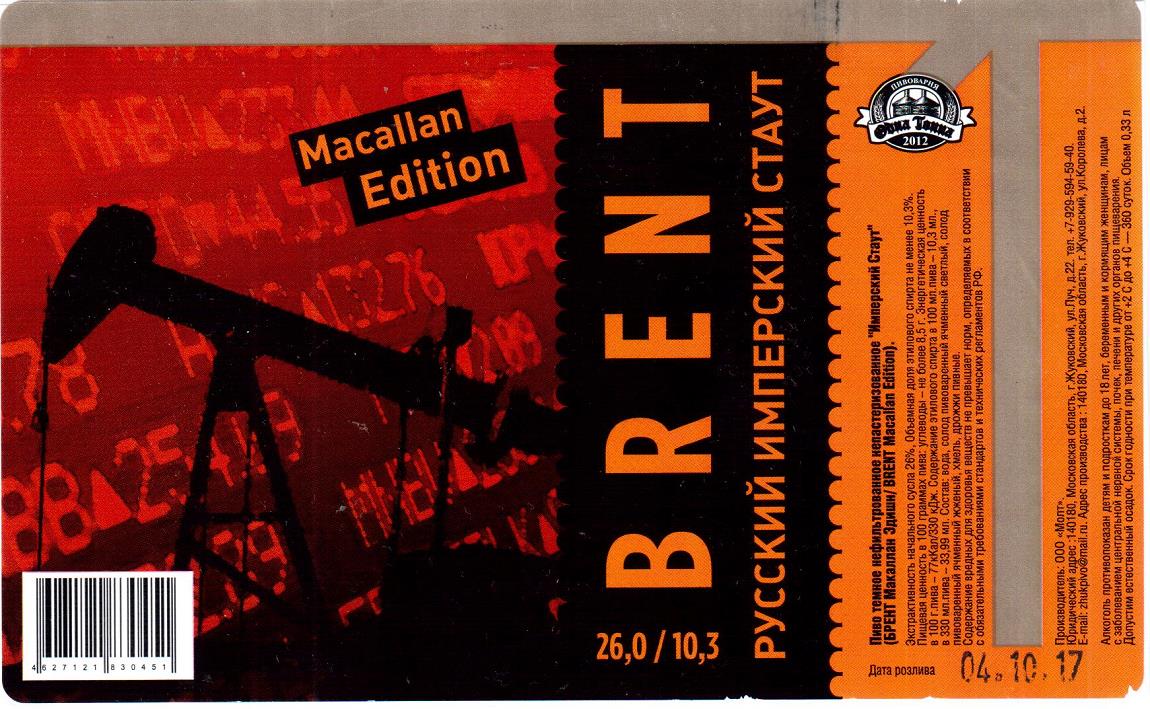 Macallan
Edition
4 627121 830451
BRENT
26,0 / 10,3
РУССКИЙ ИМПЕРСКИЙ СТАУТ
ПИВОВАРНЯ
Одна Тонна
2012
Пиво темное нефильтрованное непастеризованное "Имперский Стаут"
(БРЕНТ Макаллан Эдишн/ BRENT Macallan Edition).
Экстрактивность начального сусла 26%, Объемная доля этилового спирта не менее 10,3%.
Пищевая ценность в 100 граммах пива: углеводы – не более 8,5 г. Энергетическая ценность
в 100 г.пива – 77кКал/330 кДж. Содержание этилового спирта в 100 мл.пива – 10,3 мл.,
в 330 мл.пива – 33,99 мл. Состав: вода, солод пивоваренный ячменный светлый, солод
пивоваренный ячменный жженый, хмель, дрожжи пивные.
Содержание вредных для здоровья веществ не превышает норм, определяемых в соответствии
с обязательными требованиями стандартов и технических регламентов РФ.
Дата розлива 04.10.17
Производитель: ООО «Молт».
Юридический адрес :140180, Московская область, г.Жуковский, ул.Луч, д.22. тел. +7-929-594-59-40.
E-mail: zhukpivo@mail.ru. Адрес производства : 140180, Московская область, г.Жуковский, ул.Королева, д.2.
Алкоголь противопоказан детям и подросткам до 18 лет, беременным и кормящим женщинам, лицам
с заболеванием центральной нервной системы, почек, печени и других органов пищеварения.
Допустим естественный осадок. Срок годности при температуре от +2 С до +4 С — 360 суток. Объем 0,33 л